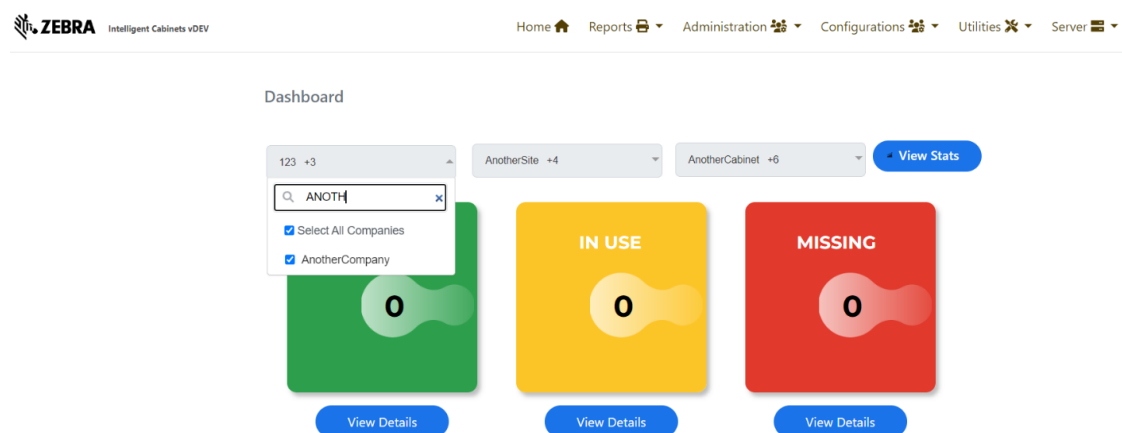 ZEBRA Intelligent Cabinets vDEV Home Reports Administration Configurations Utilities Server
Dashboard
123 +3 AnotherSite +4 AnotherCabinet +6 View Stats
ANOTH
Select All Companies
AnotherCompany
IN USE MISSING
0 0 0
View Details View Details View Details